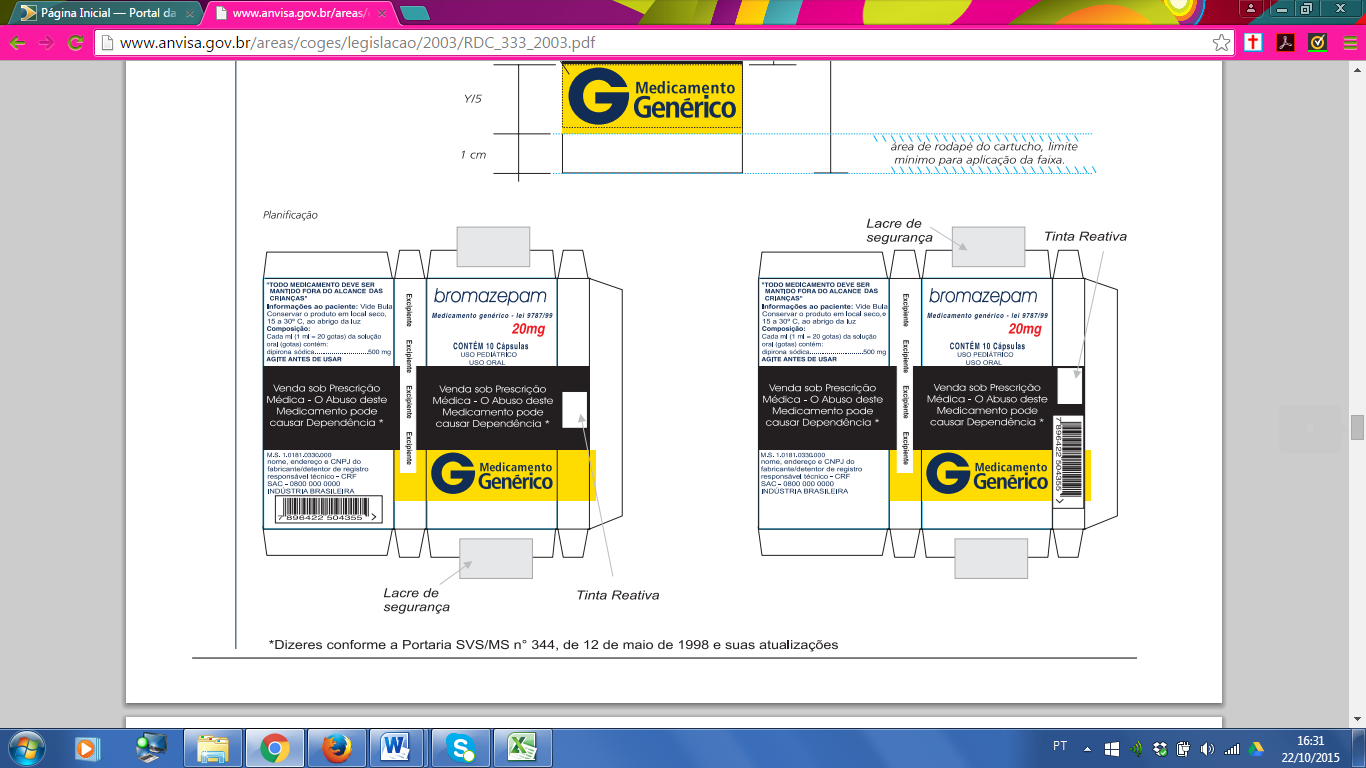 Página Inicial — Portal da
www.anvisa.gov.br/areas/
www.anvisa.gov.br/areas/coges/legislacao/2003/RDC_333_2003.pdf
Y/5
G Medicamento
Genérico
1 cm
área de rodapé do cartucho, limite
mínimo para aplicação da faixa.
Planificação
Lacre de
segurança
Tinta Reativa
"TODO MEDICAMENTO DEVE SER
MANTIDO FORA DO ALCANCE DAS
CRIANÇAS"
Informações ao paciente: Vide Bula
Conservar o produto em local seco,
15 a 30º C, ao abrigo da luz
Composição:
Cada ml (1 ml = 20 gotas) da solução
oral (gotas) contém:
dipirona sódica...........................500 mg
AGITE ANTES DE USAR
Venda sob Prescrição
Médica - O Abuso deste
Medicamento pode
causar Dependência *
M.S. 1.0181.0330.000
nome, endereço e CNPJ do
fabricante/detentor de registro
responsável técnico - CRF
SAC - 0800 000 0000
INDÚSTRIA BRASILEIRA
7 896422 504355 >
Excipiente Excipiente Excipiente Excipiente
bromazepam
Medicamento genérico - lei 9787/99
20mg
CONTÉM 10 Cápsulas
USO PEDIÁTRICO
USO ORAL
Venda sob Prescrição
Médica - O Abuso deste
Medicamento pode
causar Dependência *
G Medicamento
Genérico
Lacre de
segurança
Tinta Reativa
"TODO MEDICAMENTO DEVE SER
MANTIDO FORA DO ALCANCE DAS
CRIANÇAS"
Informações ao paciente: Vide Bula
Conservar o produto em local seco,e
15 a 30º C, ao abrigo da luz
Composição:
Cada ml (1 ml = 20 gotas) da solução
oral (gotas) contém:
dipirona sódica...........................500 mg
AGITE ANTES DE USAR
Venda sob Prescrição
Médica - O Abuso deste
Medicamento pode
causar Dependência *
M.S. 1.0181.0330.000
nome, endereço e CNPJ do
fabricante/detentor de registro
responsável técnico - CRF
SAC - 0800 000 0000
INDÚSTRIA BRASILEIRA
Excipiente Excipiente Excipiente Excipiente
bromazepam
Medicamento genérico - lei 9787/99
20mg
CONTÉM 10 Cápsulas
USO PEDIÁTRICO
USO ORAL
Venda sob Prescrição
Médica - O Abuso deste
Medicamento pode
causar Dependência *
G Medicamento
Genérico
7 896422 504355 >
*Dizeres conforme a Portaria SVS/MS n° 344, de 12 de maio de 1998 e suas atualizações
PT
16:31
22/10/2015